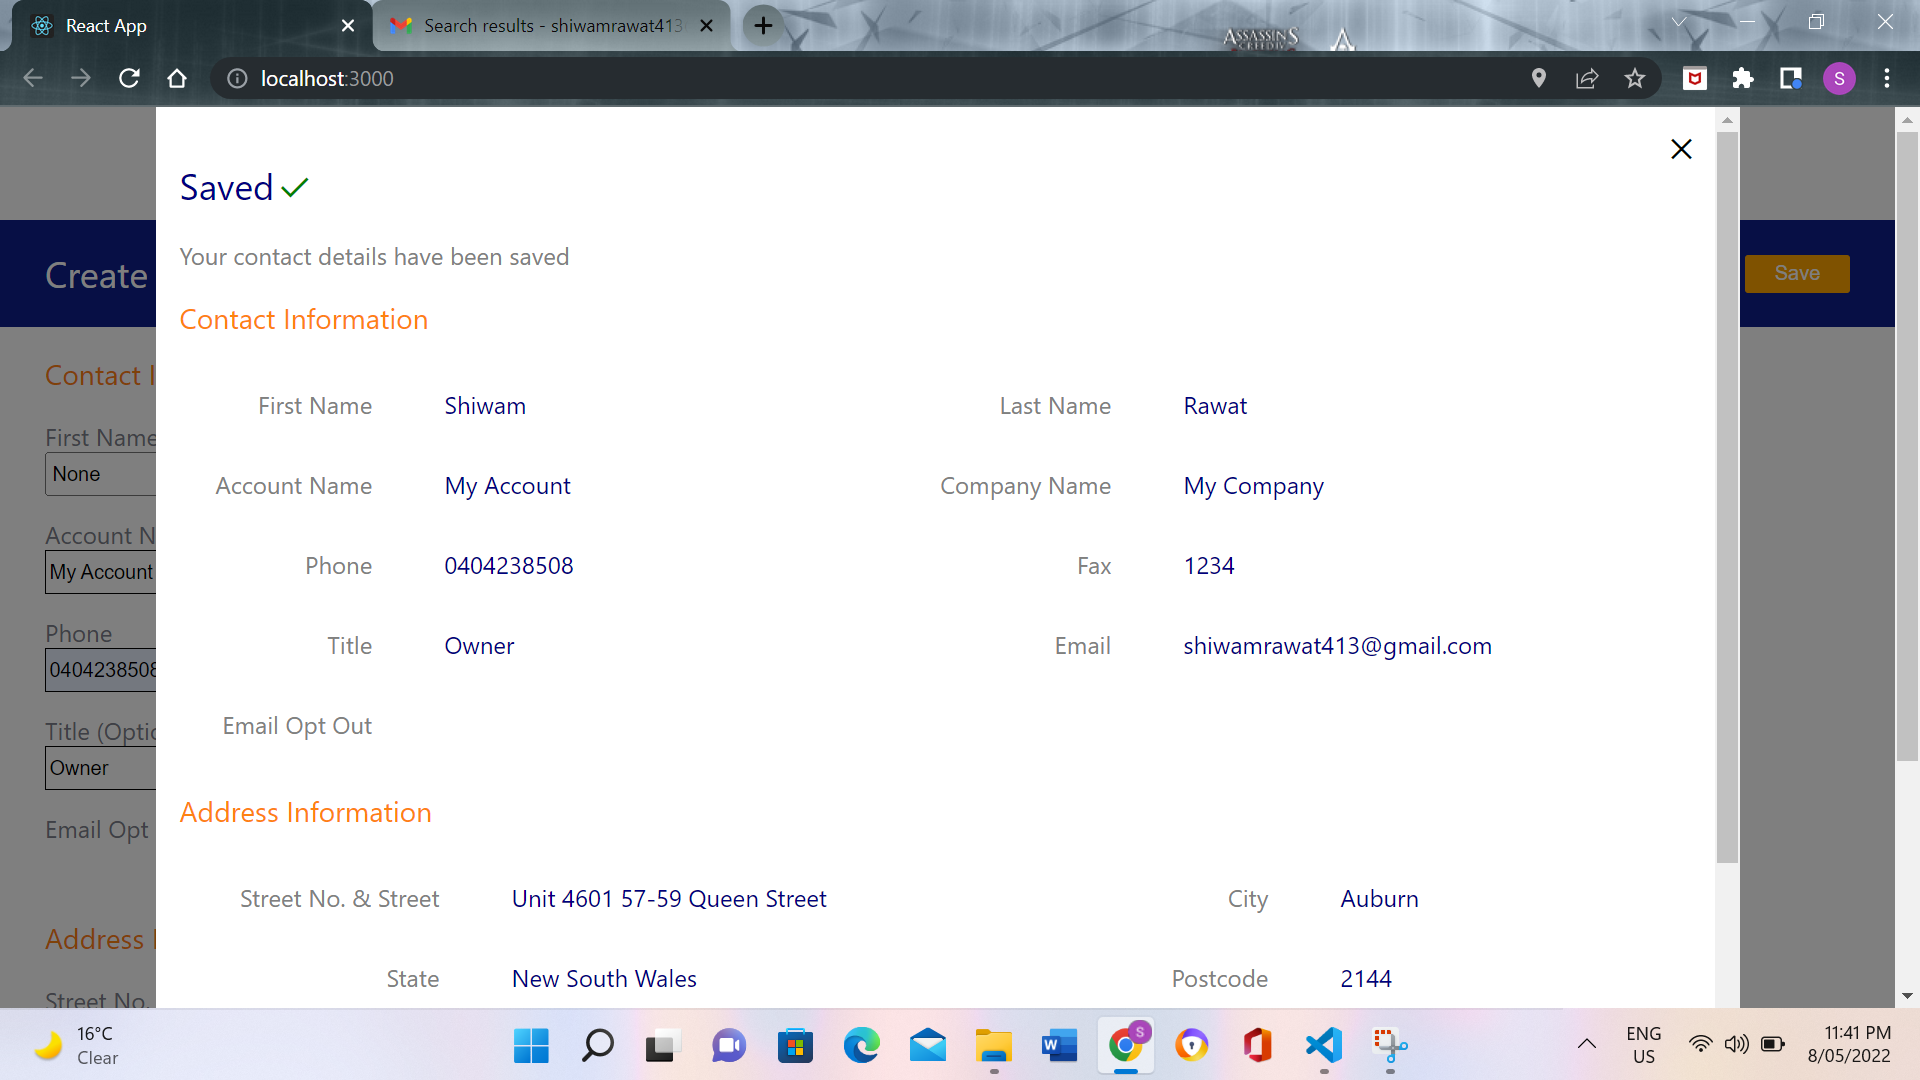 React App
Search results - shiwamrawat413
ASSASSIN'S
CREED IV
localhost:3000
S
Saved
Your contact details have been saved
Create
Save
Contact Information
Contact I
First Name Shiwam Last Name Rawat
First Name
None
Account Name My Account Company Name My Company
Account N
My Account
Phone 0404238508 Fax 1234
Phone
0404238508
Title Owner Email shiwamrawat413@gmail.com
Title (Optio
Owner
Email Opt Out
Email Opt
Address Information
Street No. & Street Unit 4601 57-59 Queen Street City Auburn
Address I
State New South Wales Postcode 2144
Street No.
16°C
Clear
S
ENG
US
11:41 PM
8/05/2022